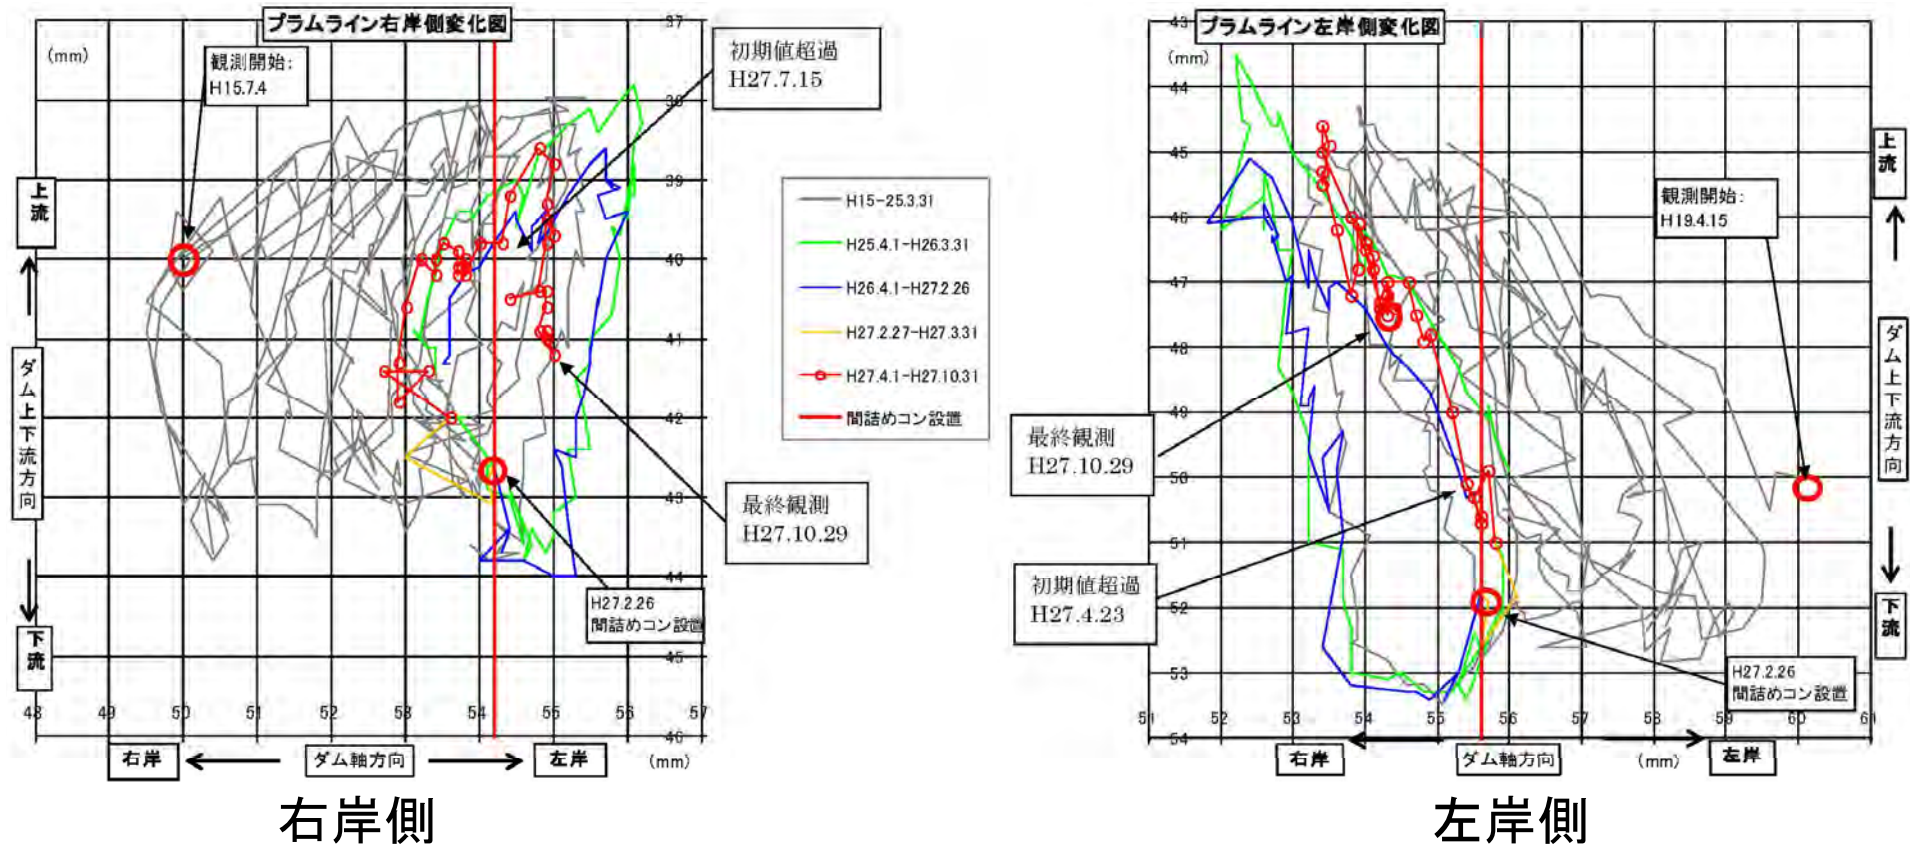 プラムライン右岸側変化図
(mm)
観測開始:
H15.7.4
初期値超過
H27.7.15
37
38
39
40
41
42
43
44
45
46
上流
ダム上下流方向
下流
48
49
50
51
52
53
54
55
56
57
最終観測
H27.10.29
H27.2.26
間詰めコン設置
右岸
ダム軸方向
左岸
(mm)
右岸側
H15-25.3.31
H25.4.1-H26.3.31
H26.4.1-H27.2.26
H27.2.27-H27.3.31
H27.4.1-H27.10.31
間詰めコン設置
プラムライン左岸側変化図
(mm)
43
44
45
46
47
48
49
50
51
52
53
54
観測開始:
H19.4.15
上流
ダム上下流方向
下流
最終観測
H27.10.29
初期値超過
H27.4.23
H27.2.26
間詰めコン設置
51
52
53
54
55
56
57
58
59
60
61
右岸
ダム軸方向
(mm)
左岸
左岸側